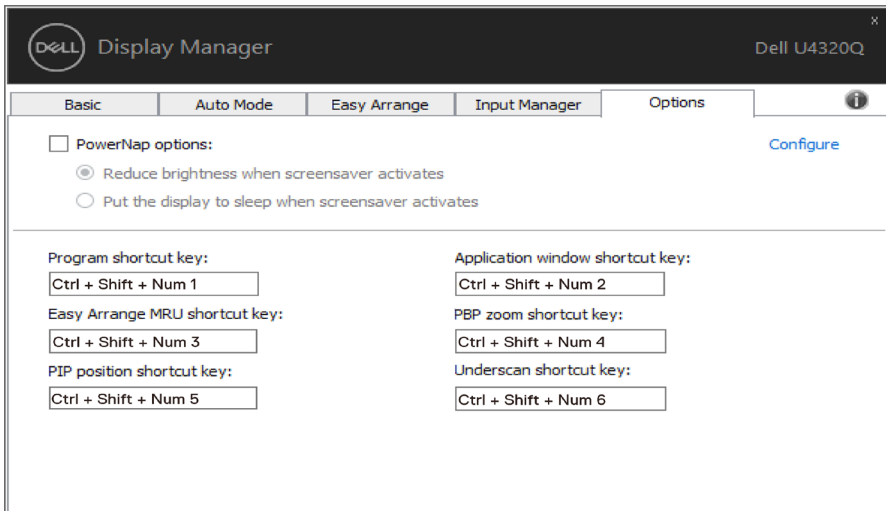 DELL Display Manager Dell U4320Q x
Basic Auto Mode Easy Arrange Input Manager Options i
PowerNap options: Configure
Reduce brightness when screensaver activates
Put the display to sleep when screensaver activates
Program shortcut key: Application window shortcut key:
Ctrl + Shift + Num 1 Ctrl + Shift + Num 2
Easy Arrange MRU shortcut key: PBP zoom shortcut key:
Ctrl + Shift + Num 3 Ctrl + Shift + Num 4
PIP position shortcut key: Underscan shortcut key:
Ctrl + Shift + Num 5 Ctrl + Shift + Num 6